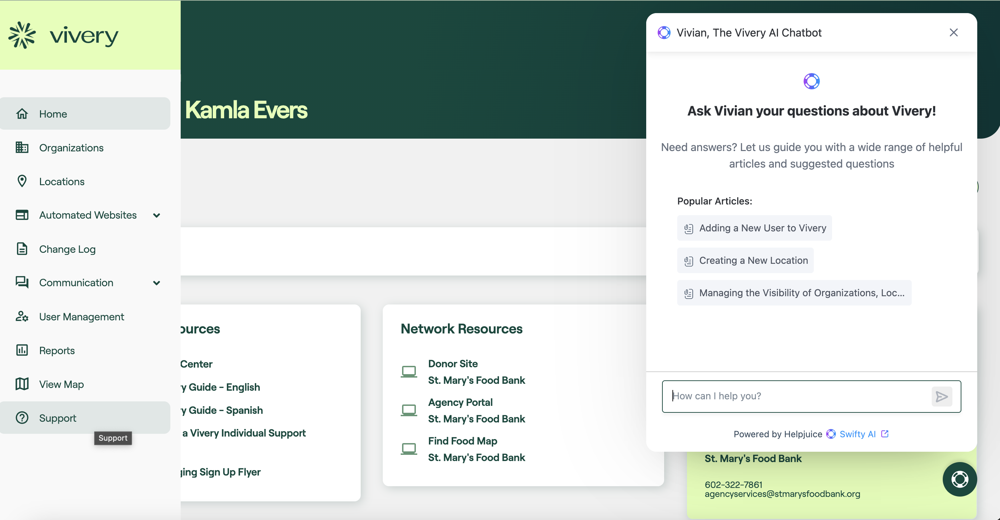 vivery
Home
Organizations
Locations
Automated Websites
Change Log
Communication
User Management
Reports
View Map
Support
Support
Kamla Evers
ources
Center
y Guide - English
y Guide - Spanish
a Vivery Individual Support
ging Sign Up Flyer
Network Resources
Donor Site
St. Mary's Food Bank
Agency Portal
St. Mary's Food Bank
Find Food Map
St. Mary's Food Bank
Vivian, The Vivery AI Chatbot
Ask Vivian your questions about Vivery!
Need answers? Let us guide you with a wide range of helpful
articles and suggested questions
Popular Articles:
Adding a New User to Vivery
Creating a New Location
Managing the Visibility of Organizations, Loc...
How can I help you?
Powered by Helpjuice Swifty AI
St. Mary's Food Bank
602-322-7861
agencyservices@stmarysfoodbank.org